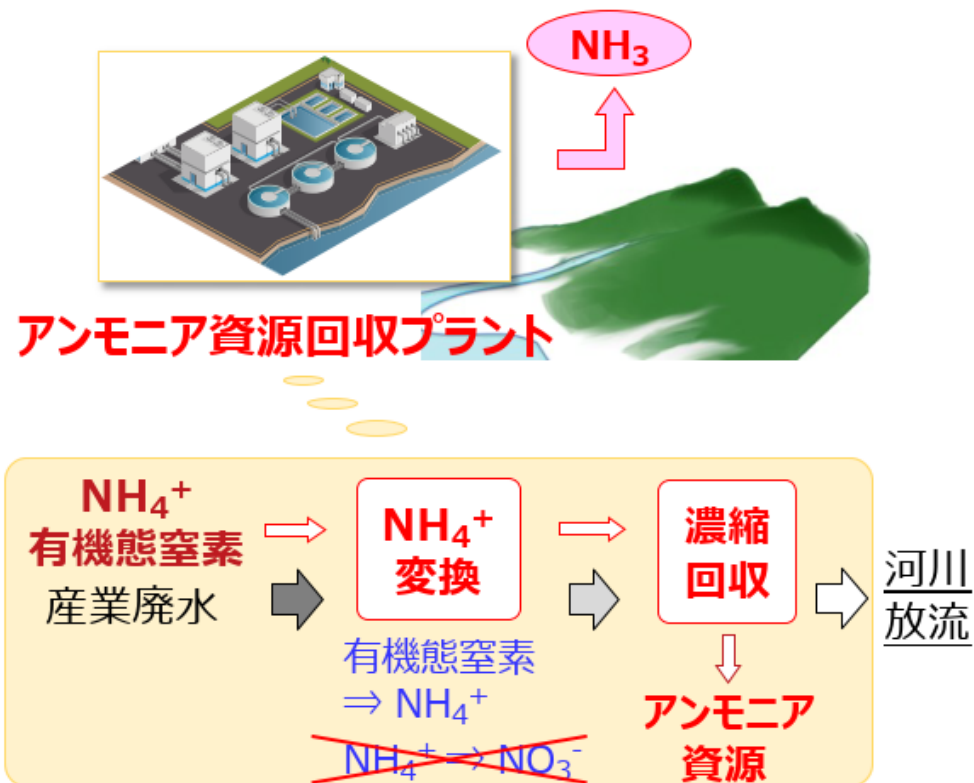 NH₃
アンモニア資源回収プラント
NH₄⁺
有機態窒素
産業廃水
NH₄⁺
変換
有機態窒素
⇒ NH₄⁺
NH₄⁺ ⇒ NO₃⁻
濃縮
回収
アンモニア
資源
河川
放流